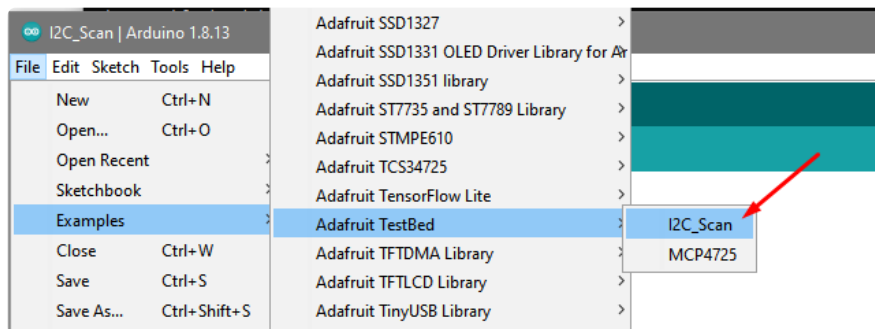 I2C_Scan | Arduino 1.8.13
File Edit Sketch Tools Help
New Ctrl+N
Open... Ctrl+O
Open Recent
Sketchbook
Examples
Close Ctrl+W
Save Ctrl+S
Save As... Ctrl+Shift+S
Adafruit SSD1327
Adafruit SSD1331 OLED Driver Library for Ar
Adafruit SSD1351 library
Adafruit ST7735 and ST7789 Library
Adafruit STMPE610
Adafruit TCS34725
Adafruit TensorFlow Lite
Adafruit TestBed
Adafruit TFTDMA Library
Adafruit TFTLCD Library
Adafruit TinyUSB Library
I2C_Scan
MCP4725